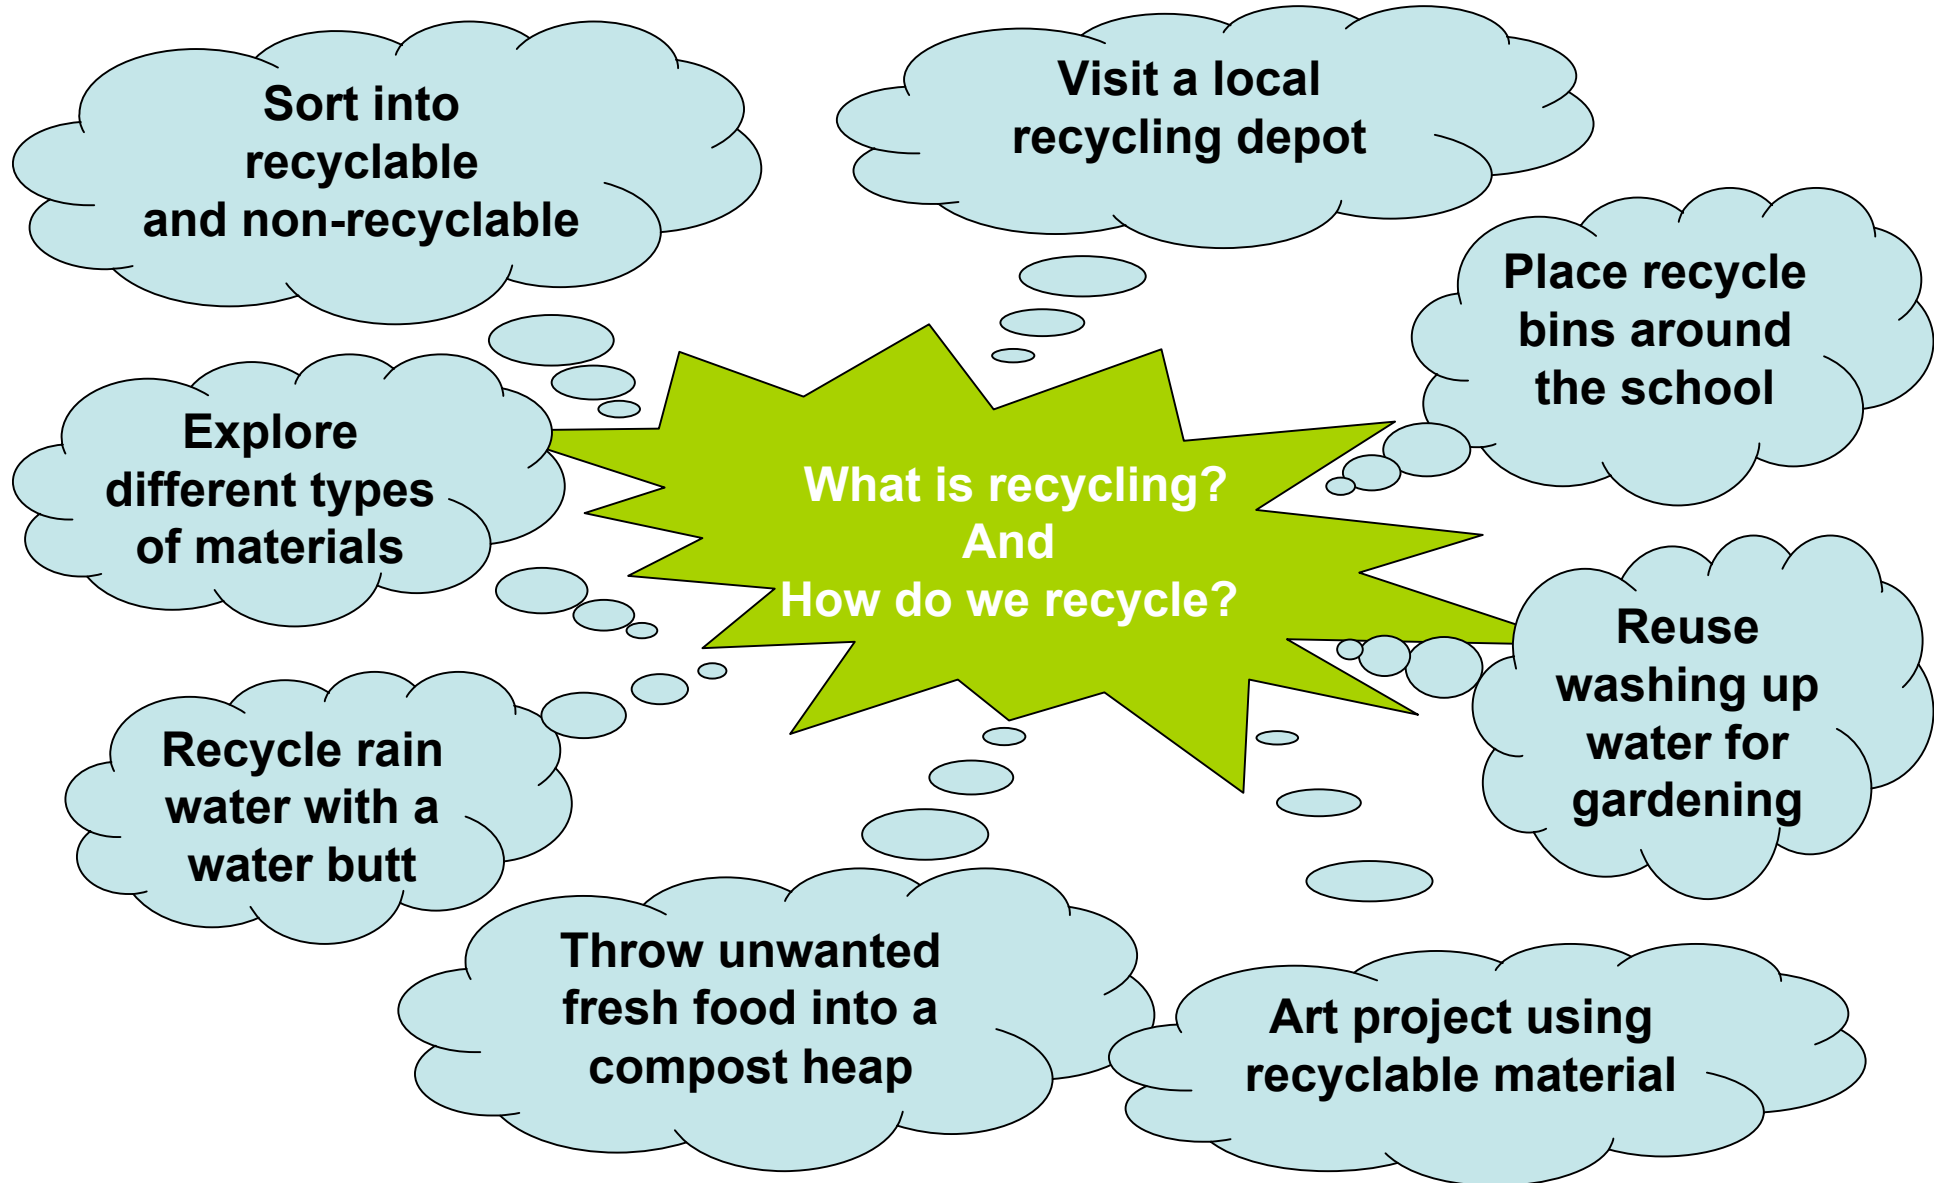 Sort into
recyclable
and non-recyclable
Visit a local
recycling depot
Place recycle
bins around
the school
Explore
different types
of materials
What is recycling?
And
How do we recycle?
Reuse
washing up
water for
gardening
Recycle rain
water with a
water butt
Throw unwanted
fresh food into a
compost heap
Art project using
recyclable material